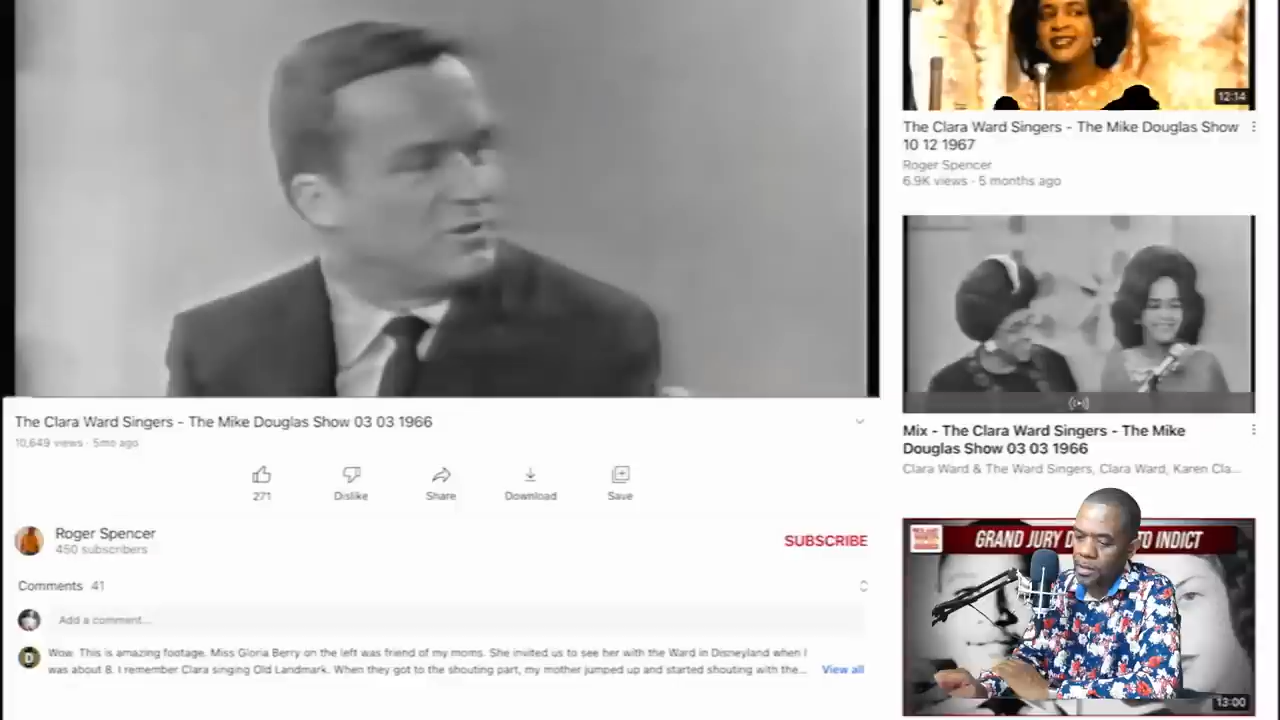 The Clara Ward Singers - The Mike Douglas Show 03 03 1966
10,649 views · 5mo ago
271
Dislike
Share
Download
Save
Roger Spencer
450 subscribers
SUBSCRIBE
Comments 41
Add a comment...
Wow. This is amazing footage. Miss Gloria Berry on the left was friend of my moms. She invited us to see her with the Ward in Disneyland when I
was about 8. I remember Clara singing Old Landmark. When they got to the shouting part, my mother jumped up and started shouting with the...
View all
12:14
The Clara Ward Singers - The Mike Douglas Show
10 12 1967
Roger Spencer
6.9K views · 5 months ago
Mix - The Clara Ward Singers - The Mike
Douglas Show 03 03 1966
Clara Ward & The Ward Singers, Clara Ward, Karen Cla...
GRAND JURY D TO INDICT
13:00